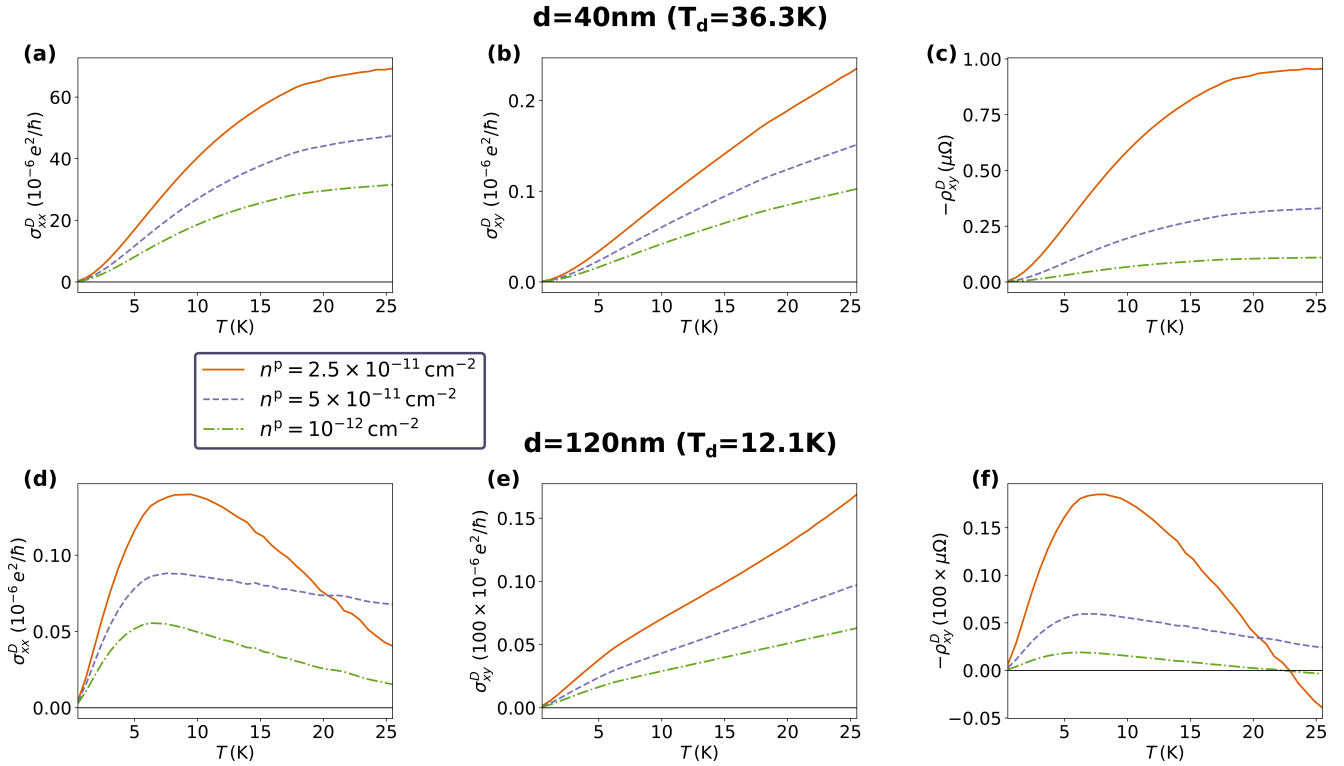 d=40nm (T_d=36.3K)
(a)
σ^D_xx (10^−6 e^2/ħ)
60
40
20
0
5 10 15 20 25
T (K)
(b)
σ^D_xy (10^−6 e^2/ħ)
0.2
0.1
0.0
5 10 15 20 25
T (K)
(c)
−ρ^D_xy (μΩ)
1.00
0.75
0.50
0.25
0.00
5 10 15 20 25
T (K)
n^p = 2.5 × 10^−11 cm^−2
n^p = 5 × 10^−11 cm^−2
n^p = 10^−12 cm^−2
d=120nm (T_d=12.1K)
(d)
σ^D_xx (10^−6 e^2/ħ)
0.10
0.05
0.00
5 10 15 20 25
T (K)
(e)
σ^D_xy (100 × 10^−6 e^2/ħ)
0.15
0.10
0.05
0.00
5 10 15 20 25
T (K)
(f)
−ρ^D_xy (100 × μΩ)
0.15
0.10
0.05
0.00
−0.05
5 10 15 20 25
T (K)